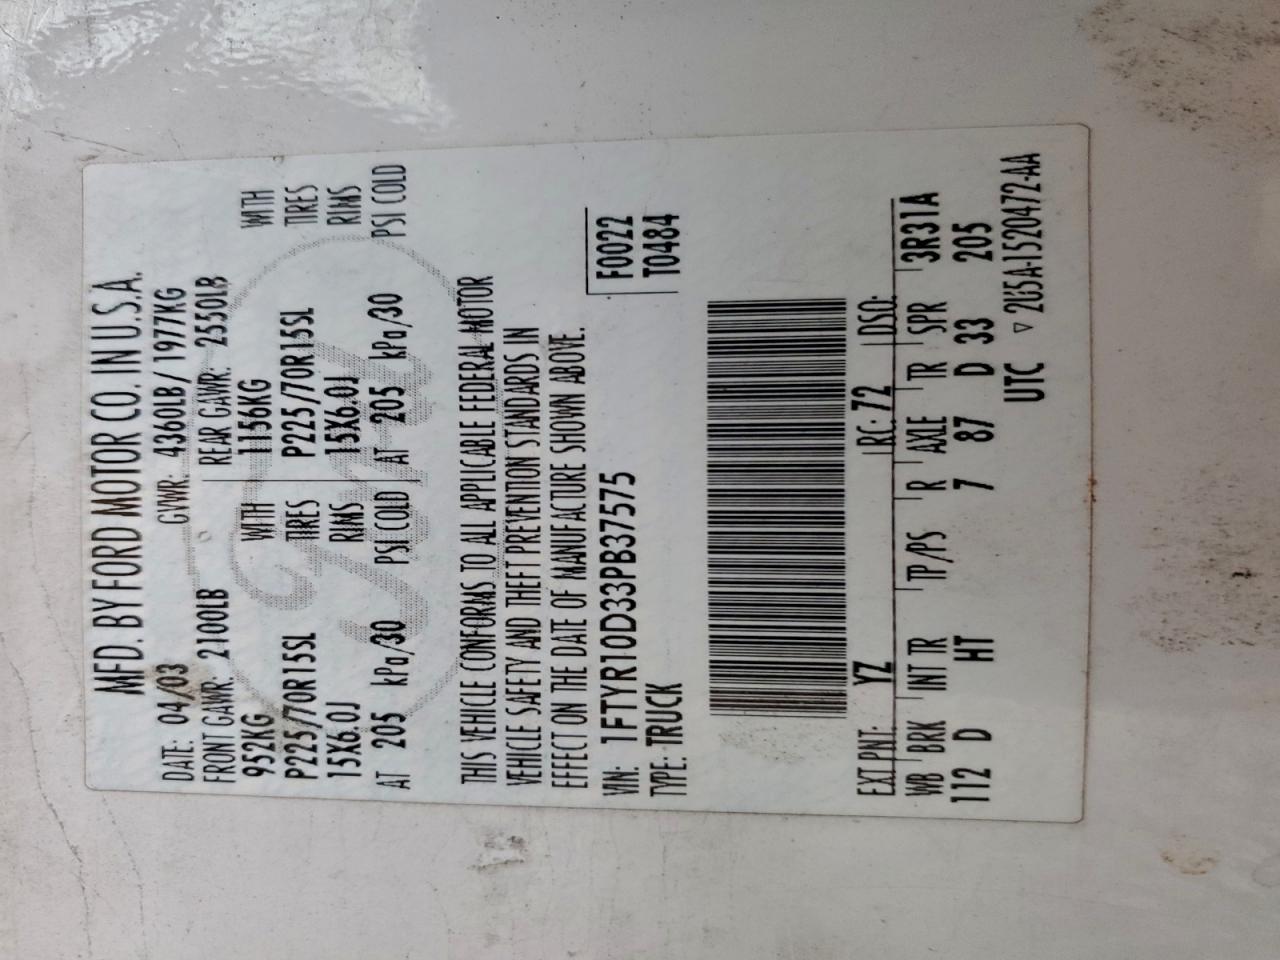 MFD. BY FORD MOTOR CO. IN U.S.A.
DATE: 04/03 GVWR: 4360LB/ 1977KG
FRONT GAWR: 2100LB REAR GAWR: 2550LB
952KG WITH 1156KG WITH
P225/70R15SL TIRES P225/70R15SL TIRES
15X6.0J RIMS 15X6.0J RIMS
AT 205 kPa/30 PSI COLD AT 205 kPa/30 PSI COLD
THIS VEHICLE CONFORMS TO ALL APPLICABLE FEDERAL MOTOR
VEHICLE SAFETY AND THEFT PREVENTION STANDARDS IN
EFFECT ON THE DATE OF MANUFACTURE SHOWN ABOVE.
VIN: 1FTYR10D33PB37575 F0022
TYPE: TRUCK T0484
EXT PNT: YZ RC: 72 DSO:
WB BRK INT TR TP/PS R AXLE TR SPR 3R31A
112 D HT 7 87 D 33 205
UTC ▿ 2U5A-1520472-AA
Ford